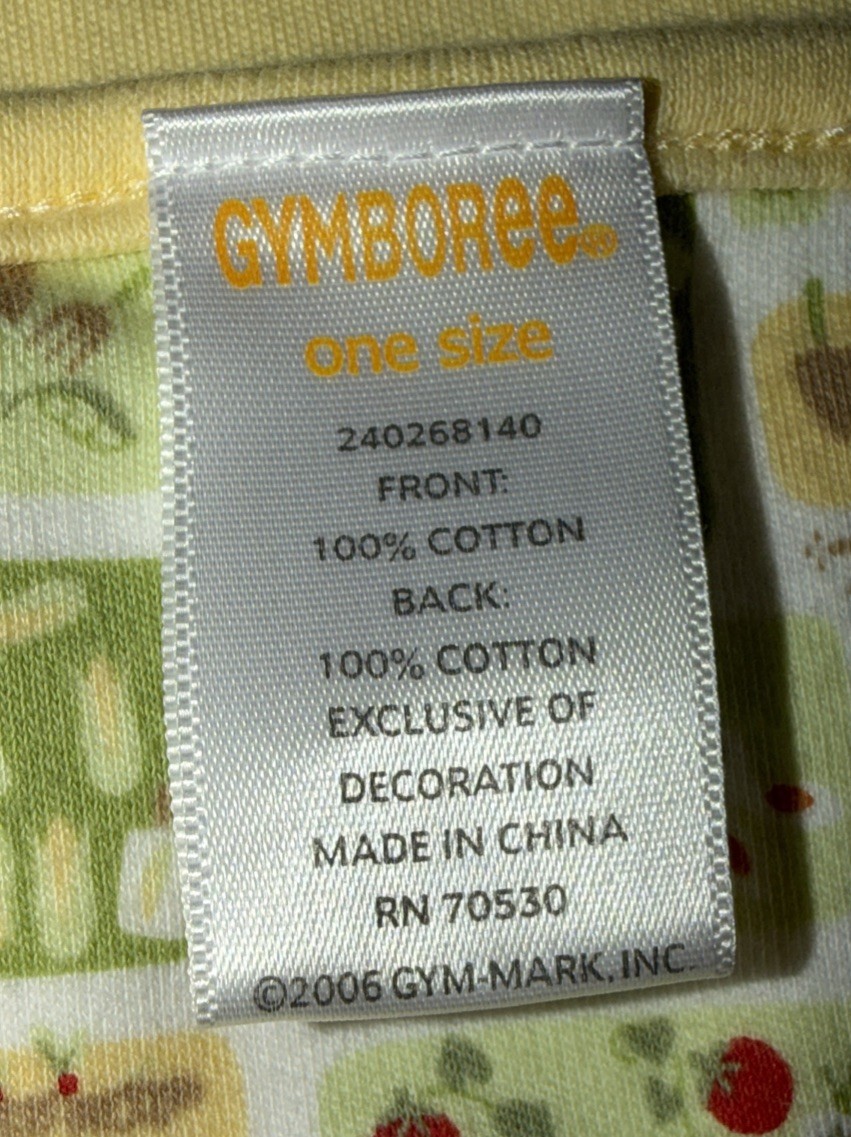 GYMBOREE®
one size
240268140
FRONT:
100% COTTON
BACK:
100% COTTON
EXCLUSIVE OF
DECORATION
MADE IN CHINA
RN 70530
©2006 GYM-MARK, INC.